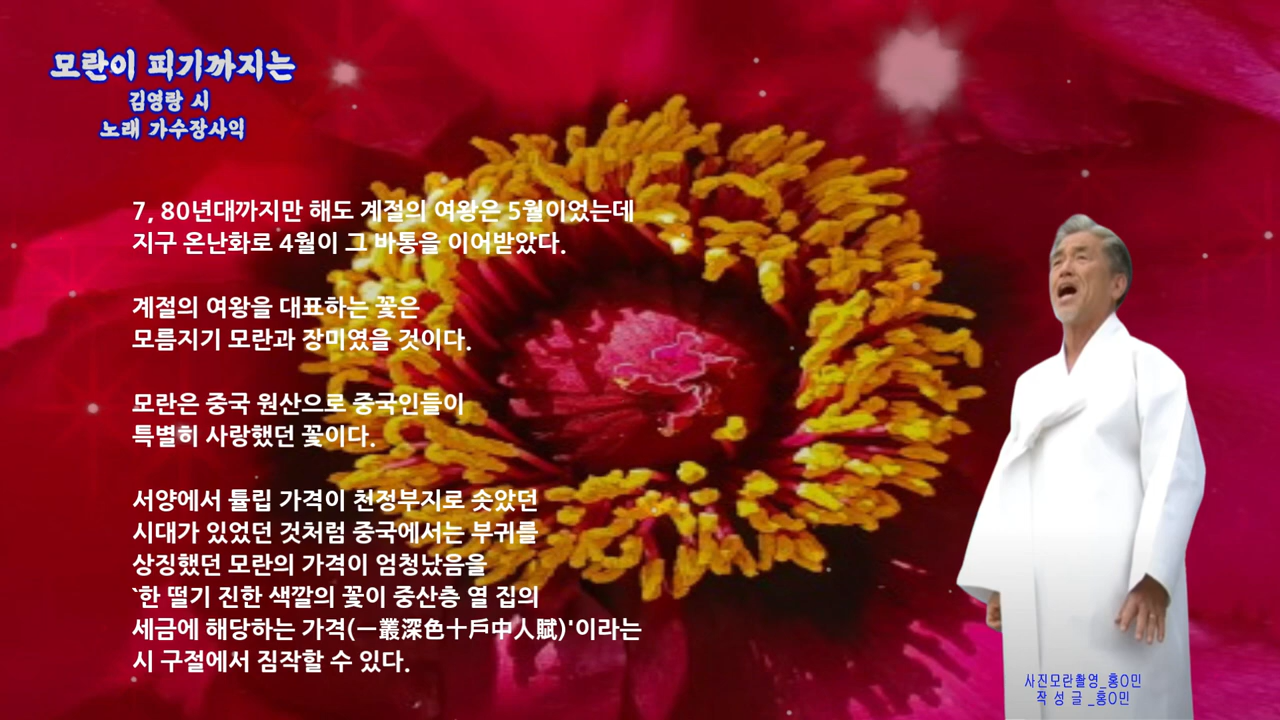 모란이 피기까지는
김영랑 시
노래 가수장사익
7, 80년대까지만 해도 계절의 여왕은 5월이었는데
지구 온난화로 4월이 그 바통을 이어받았다.
계절의 여왕을 대표하는 꽃은
모름지기 모란과 장미였을 것이다.
모란은 중국 원산으로 중국인들이
특별히 사랑했던 꽃이다.
서양에서 튤립 가격이 천정부지로 솟았던
시대가 있었던 것처럼 중국에서는 부귀를
상징했던 모란의 가격이 엄청났음을
`한 떨기 진한 색깔의 꽃이 중산층 열 집의
세금에 해당하는 가격(一叢深色十戶中人賦)'이라는
시 구절에서 짐작할 수 있다.
사진모란촬영_홍O민
작 성 글 _홍O민